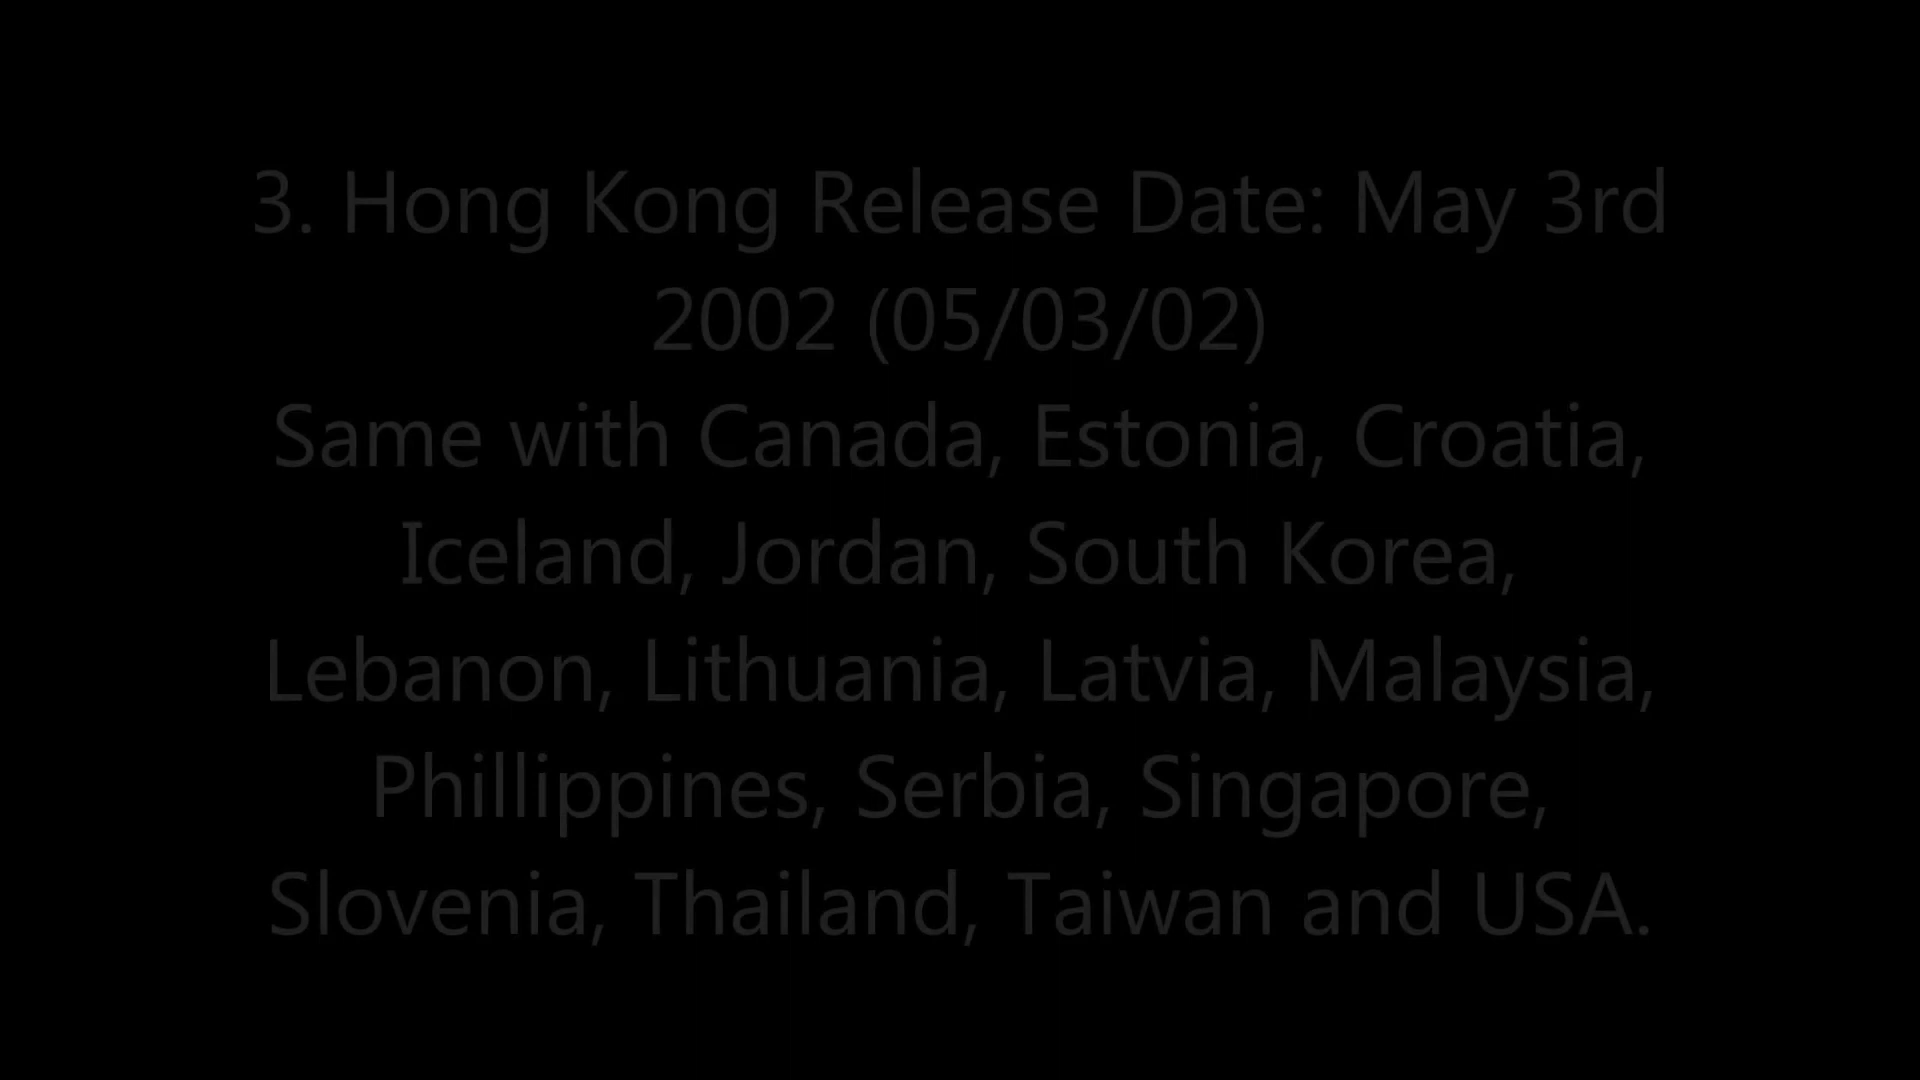 3. Hong Kong Release Date: May 3rd
2002 (05/03/02)
Same with Canada, Estonia, Croatia,
Iceland, Jordan, South Korea,
Lebanon, Lithuania, Latvia, Malaysia,
Phillippines, Serbia, Singapore,
Slovenia, Thailand, Taiwan and USA.